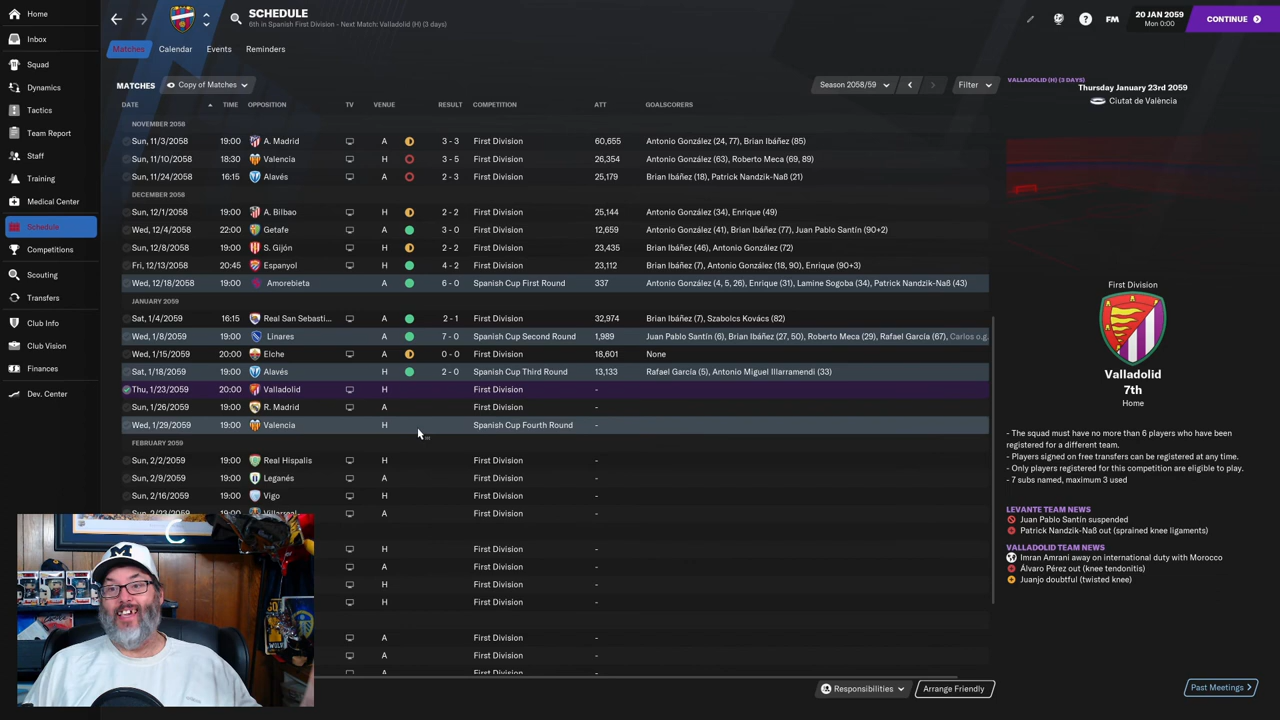 Home
SCHEDULE
6th in Spanish First Division - Next Match: Valladolid (H) (3 days)
FM
20 JAN 2059
Mon 0:00
CONTINUE
Inbox
Squad
Dynamics
Tactics
Team Report
Staff
Training
Medical Center
Schedule
Competitions
Scouting
Transfers
Club Info
Club Vision
Finances
Dev. Center
Matches Calendar Events Reminders
MATCHES Copy of Matches Season 2058/59 Filter
DATE TIME OPPOSITION TV VENUE RESULT COMPETITION ATT GOALSCORERS
NOVEMBER 2058
Sun, 11/3/2058 19:00 A. Madrid A 3 - 3 First Division 60,655 Antonio González (24, 77), Brian Ibáñez (85)
Sun, 11/10/2058 18:30 Valencia H 3 - 5 First Division 26,354 Antonio González (63), Roberto Meca (69, 89)
Sun, 11/24/2058 16:15 Alavés A 2 - 3 First Division 25,179 Brian Ibáñez (18), Patrick Nandzik-Naß (21)
DECEMBER 2058
Sun, 12/1/2058 19:00 A. Bilbao H 2 - 2 First Division 25,144 Antonio González (34), Enrique (49)
Wed, 12/4/2058 22:00 Getafe A 3 - 0 First Division 12,659 Antonio González (41), Brian Ibáñez (77), Juan Pablo Santín (90+2)
Sun, 12/8/2058 19:00 S. Gijón H 2 - 2 First Division 23,435 Brian Ibáñez (46), Antonio González (72)
Fri, 12/13/2058 20:45 Espanyol H 4 - 2 First Division 23,112 Brian Ibáñez (7), Antonio González (18, 90), Enrique (90+3)
Wed, 12/18/2058 19:00 Amorebieta A 6 - 0 Spanish Cup First Round 337 Antonio González (4, 5, 26), Enrique (31), Lamine Sogoba (34), Patrick Nandzik-Naß (43)
JANUARY 2059
Sat, 1/4/2059 16:15 Real San Sebasti... A 2 - 1 First Division 32,974 Brian Ibáñez (7), Szabolcs Kovács (82)
Wed, 1/8/2059 19:00 Linares A 7 - 0 Spanish Cup Second Round 1,989 Juan Pablo Santín (6), Brian Ibáñez (27, 50), Roberto Meca (29), Rafael García (67), Carlos o.g.
Wed, 1/15/2059 20:00 Elche A 0 - 0 First Division 18,601 None
Sat, 1/18/2059 19:00 Alavés H 2 - 0 Spanish Cup Third Round 13,133 Rafael García (5), Antonio Miguel Illarramendi (33)
Thu, 1/23/2059 20:00 Valladolid H First Division -
Sun, 1/26/2059 19:00 R. Madrid A First Division -
Wed, 1/29/2059 19:00 Valencia H Spanish Cup Fourth Round -
FEBRUARY 2059
Sun, 2/2/2059 19:00 Real Hispalis H First Division -
Sun, 2/9/2059 19:00 Leganés A First Division -
Sun, 2/16/2059 19:00 Vigo H First Division -
Sun, 2/23/2059 19:00 Villarreal A First Division -
H First Division -
A First Division -
H First Division -
H First Division -
A First Division -
A First Division -
A First Division -
Responsibilities Arrange Friendly
VALLADOLID (H) (3 DAYS)
Thursday January 23rd 2059
Ciutat de València
First Division
Valladolid
7th
Home
- The squad must have no more than 6 players who have been
registered for a different team.
- Players signed on free transfers can be registered at any time.
- Only players registered for this competition are eligible to play.
- 7 subs named, maximum 3 used
LEVANTE TEAM NEWS
Juan Pablo Santín suspended
Patrick Nandzik-Naß out (sprained knee ligaments)
VALLADOLID TEAM NEWS
Imran Amrani away on international duty with Morocco
Álvaro Pérez out (knee tendonitis)
Juanjo doubtful (twisted knee)
Past Meetings
M